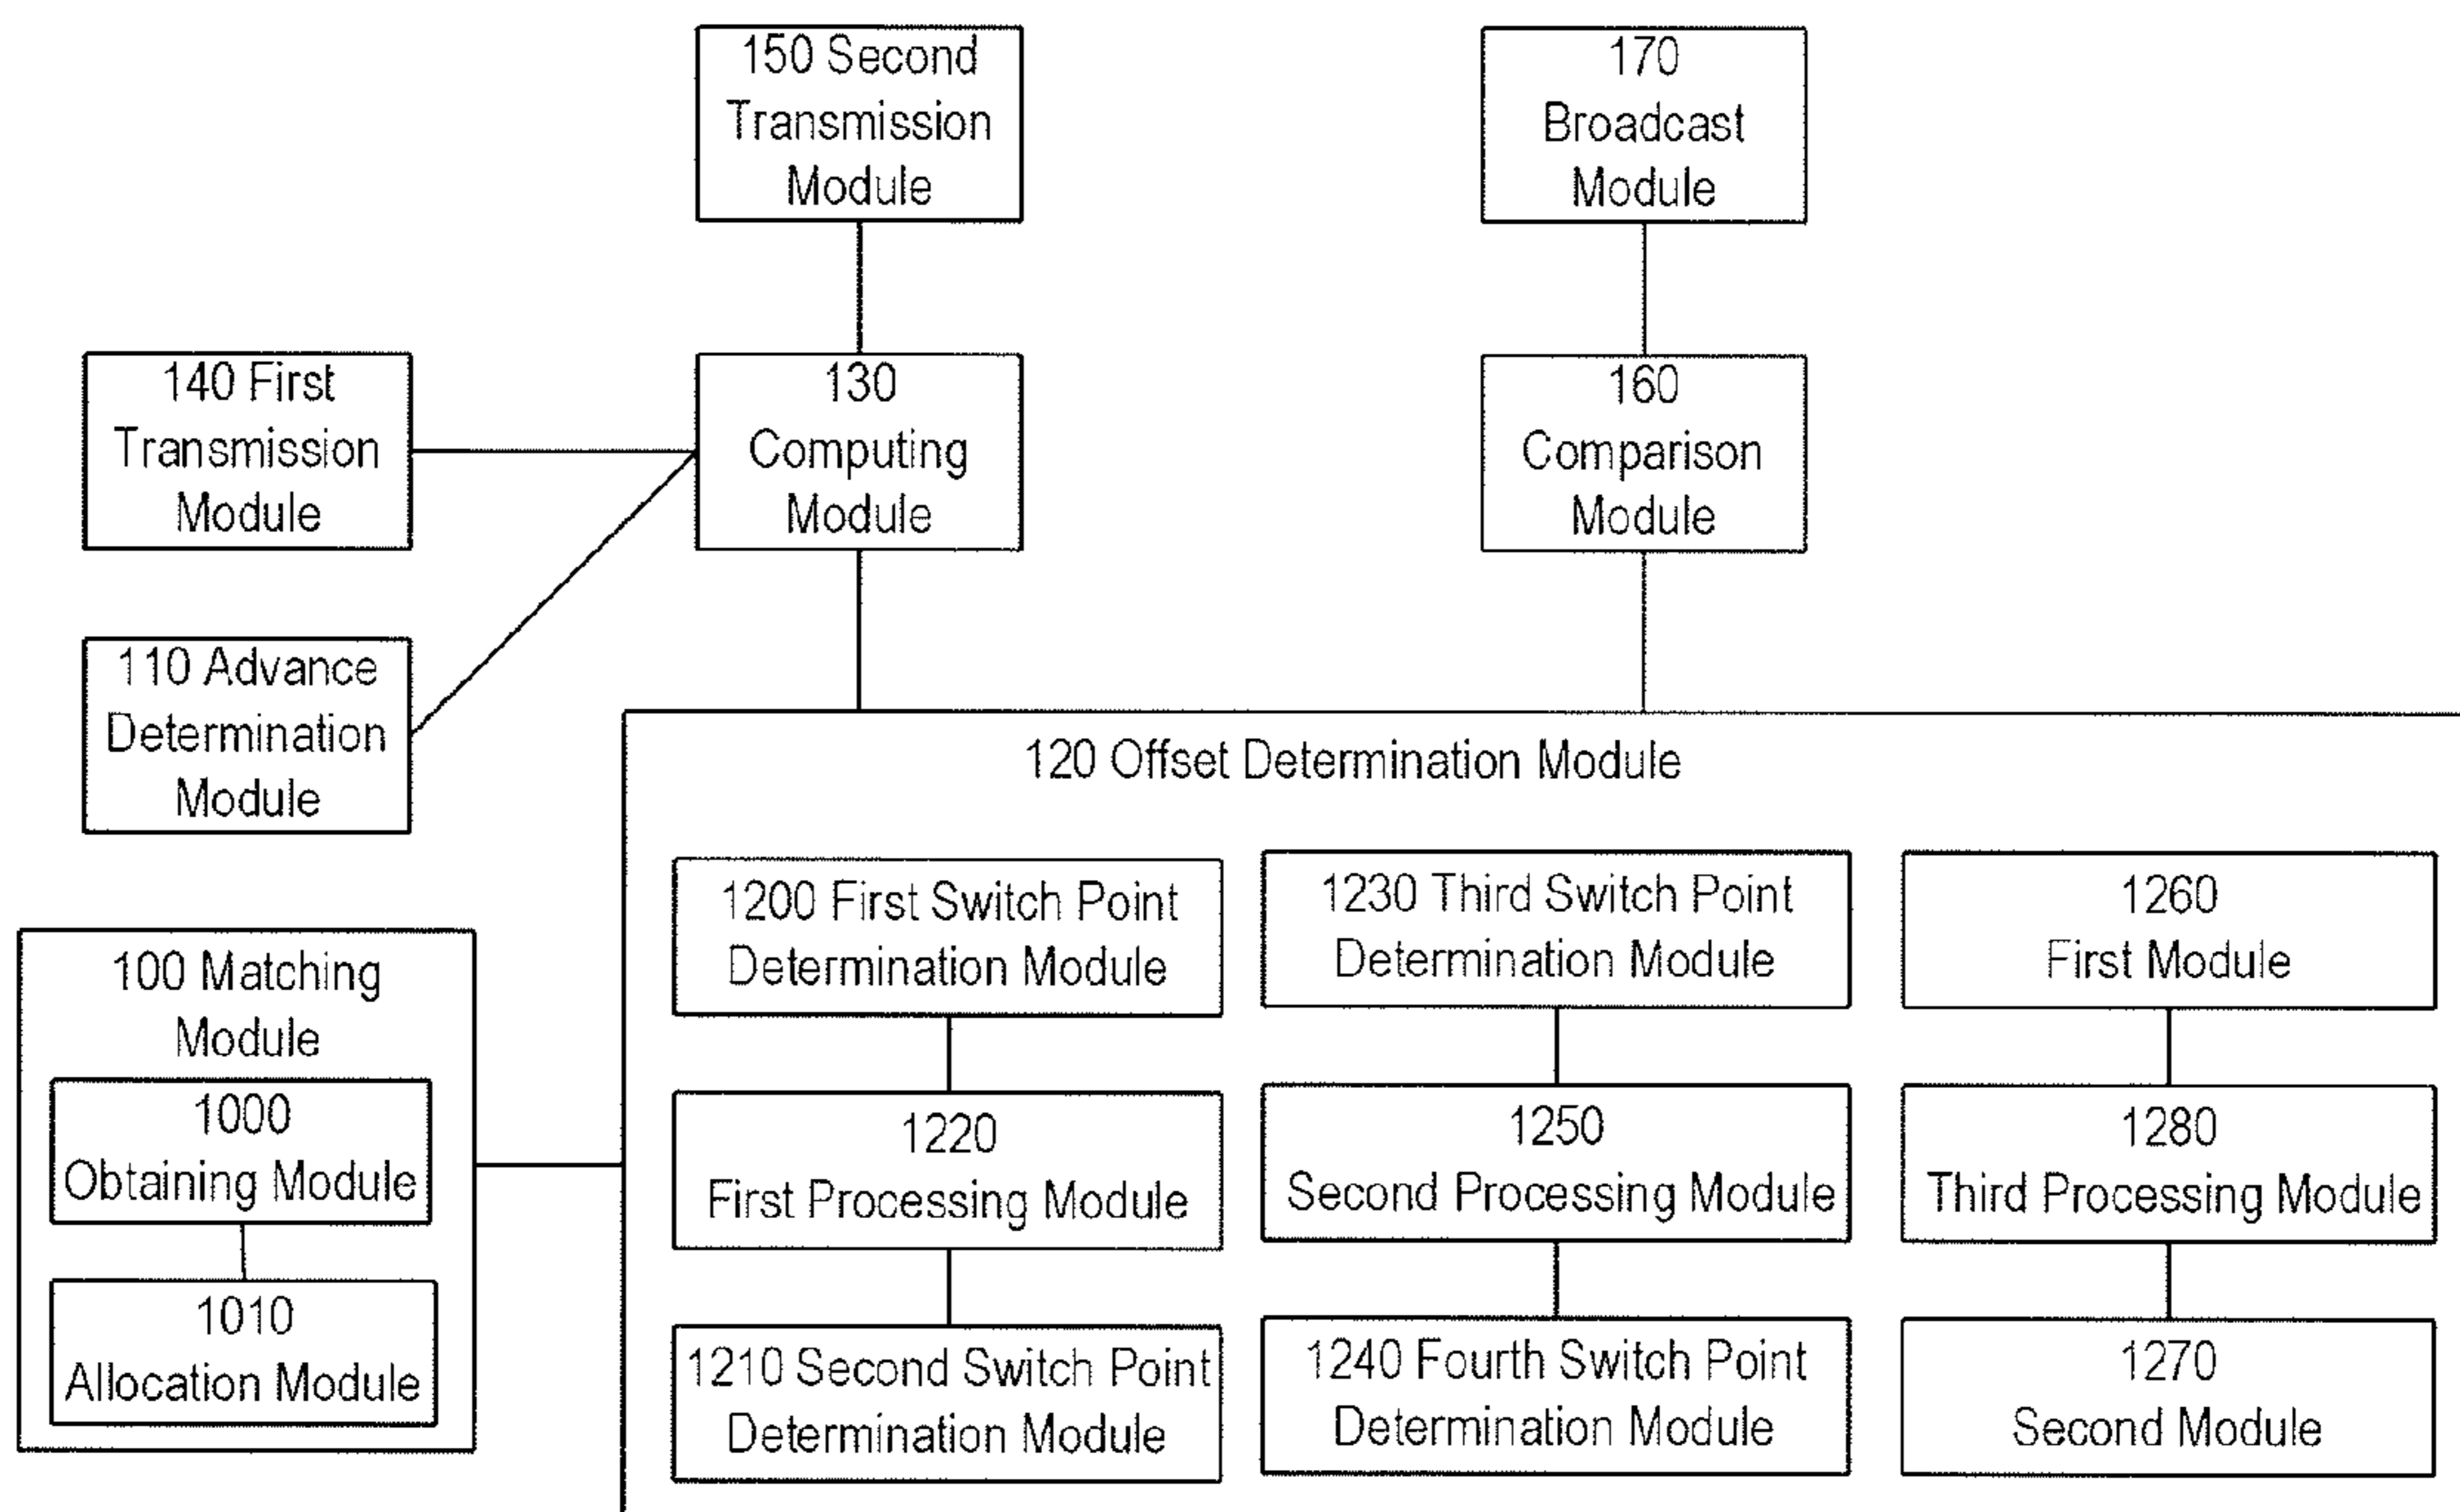 150 Second
Transmission
Module
170
Broadcast
Module
140 First
Transmission
Module
130
Computing
Module
160
Comparison
Module
110 Advance
Determination
Module
120 Offset Determination Module
100 Matching
Module
1000
Obtaining Module
1010
Allocation Module
1200 First Switch Point
Determination Module
1220
First Processing Module
1210 Second Switch Point
Determination Module
1230 Third Switch Point
Determination Module
1250
Second Processing Module
1240 Fourth Switch Point
Determination Module
1260
First Module
1280
Third Processing Module
1270
Second Module